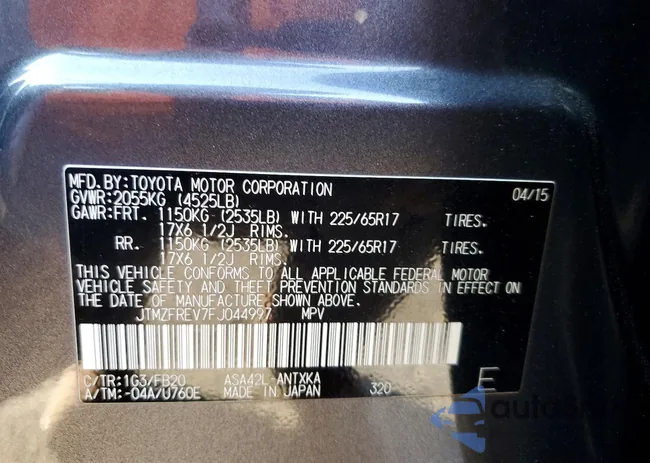 MFD.BY:TOYOTA MOTOR CORPORATION 04/15
GVWR:2055KG (4525LB)
GAWR:FRT. 1150KG (2535LB) WITH 225/65R17 TIRES.
17X6 1/2J RIMS.
RR. 1150KG (2535LB) WITH 225/65R17 TIRES.
17X6 1/2J RIMS.
THIS VEHICLE CONFORMS TO ALL APPLICABLE FEDERAL MOTOR
VEHICLE SAFETY AND THEFT PREVENTION STANDARDS IN EFFECT ON
THE DATE OF MANUFACTURE SHOWN ABOVE.
JTMZFREV7FJ044997 MPV
C/TR:1G3/FB20 ASA42L-ANTXKA 320 E
A/TM:-04A/U760E MADE IN JAPAN